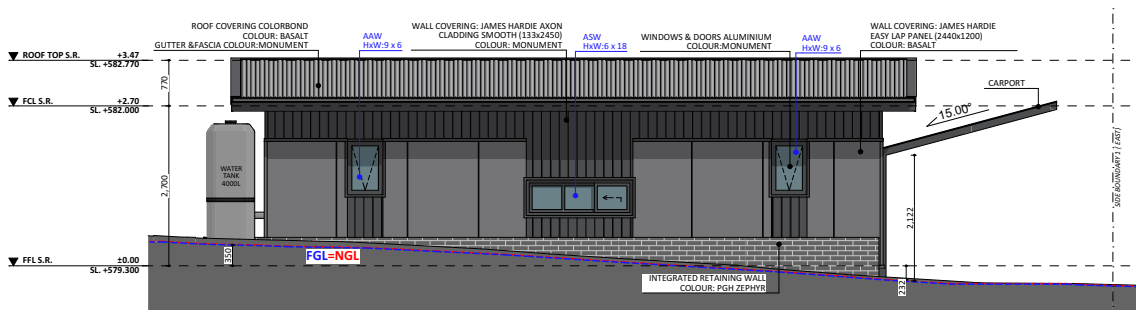 ROOF COVERING COLORBOND
COLOUR: BASALT
GUTTER &FASCIA COLOUR:MONUMENT
AAW
HxW:9 x 6
WALL COVERING: JAMES HARDIE AXON
CLADDING SMOOTH (133x2450)
COLOUR: MONUMENT
ASW
HxW:6 x 18
WINDOWS & DOORS ALUMINIUM
COLOUR:MONUMENT
AAW
HxW:9 x 6
WALL COVERING: JAMES HARDIE
EASY LAP PANEL (2440x1200)
COLOUR: BASALT
ROOF TOP S.R. +3.47
SL. +582.770
770
FCL S.R. +2.70
SL. +582.000
CARPORT
15.00°
WATER
TANK
4000L
2,700
2,122
SIDE BOUNDARY 1 ( EAST)
350
FGL=NGL
FFL S.R. ±0.00
SL. +579.300
INTEGRATED RETAINING WALL
COLOUR: PGH ZEPHYR
232